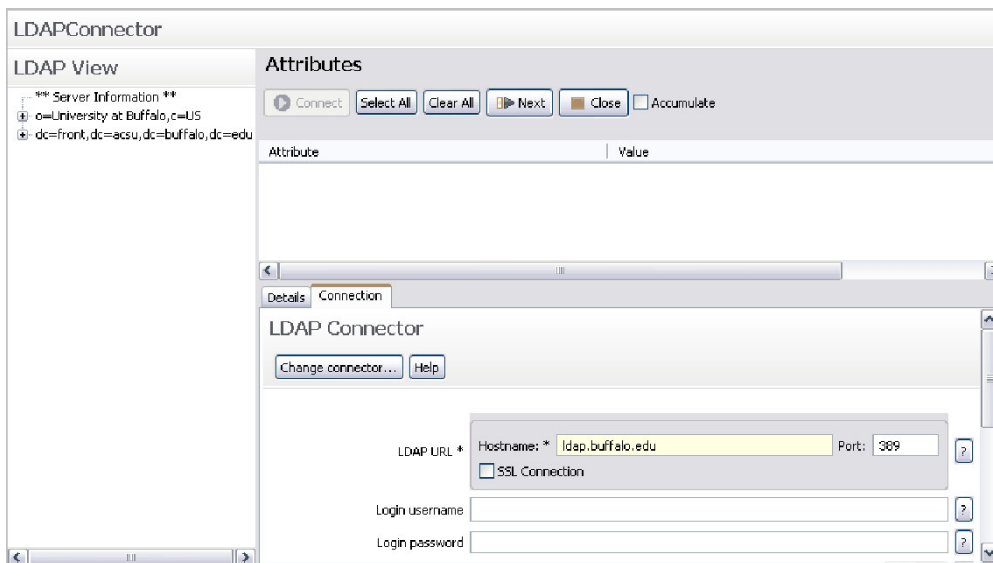 LDAPConnector
LDAP View
** Server Information **
o=University at Buffalo,c=US
dc=front,dc=acsu,dc=buffalo,dc=edu
Attributes
Connect Select All Clear All Next Close Accumulate
Attribute Value
Details Connection
LDAP Connector
Change connector... Help
LDAP URL * Hostname: * ldap.buffalo.edu Port: 389 ?
SSL Connection
Login username ?
Login password ?